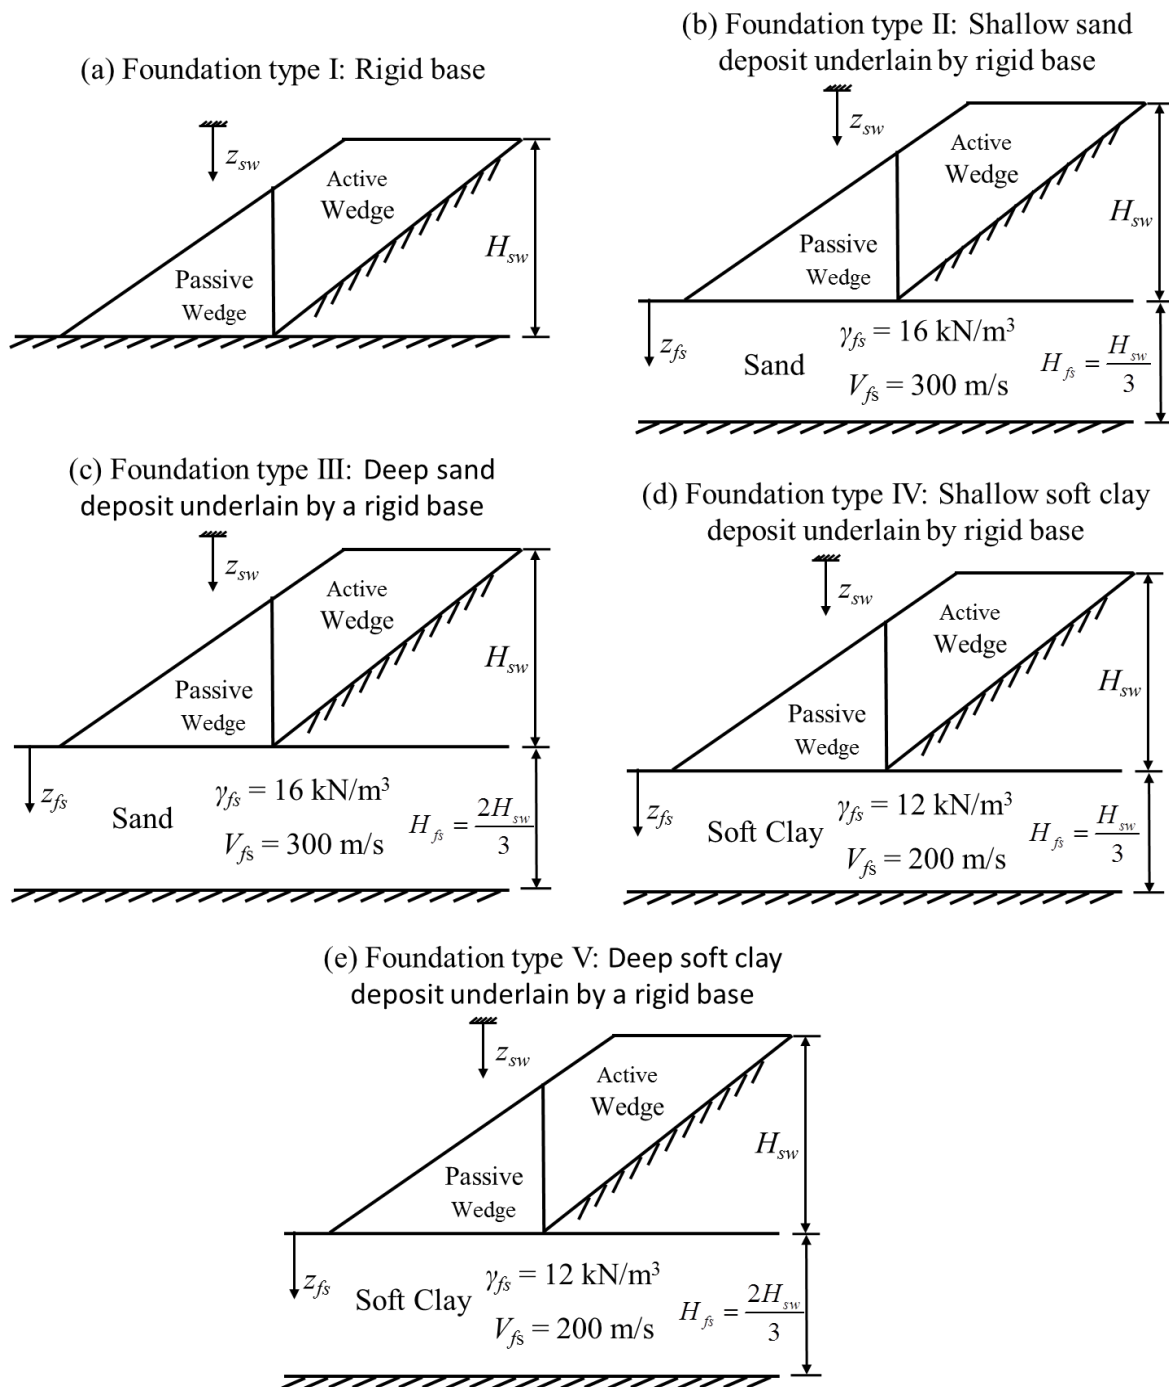 (a) Foundation type I: Rigid base
z_sw
Active
Wedge
Passive
Wedge
H_sw
(b) Foundation type II: Shallow sand
deposit underlain by rigid base
z_sw
Active
Wedge
Passive
Wedge
H_sw
z_fs
Sand
γ_fs = 16 kN/m³
V_fs = 300 m/s
H_fs = H_sw/3
(c) Foundation type III: Deep sand
deposit underlain by a rigid base
z_sw
Active
Wedge
Passive
Wedge
H_sw
z_fs
Sand
γ_fs = 16 kN/m³
V_fs = 300 m/s
H_fs = 2H_sw/3
(d) Foundation type IV: Shallow soft clay
deposit underlain by rigid base
z_sw
Active
Wedge
Passive
Wedge
H_sw
z_fs
Soft Clay
γ_fs = 12 kN/m³
V_fs = 200 m/s
H_fs = H_sw/3
(e) Foundation type V: Deep soft clay
deposit underlain by a rigid base
z_sw
Active
Wedge
Passive
Wedge
H_sw
z_fs
Soft Clay
γ_fs = 12 kN/m³
V_fs = 200 m/s
H_fs = 2H_sw/3